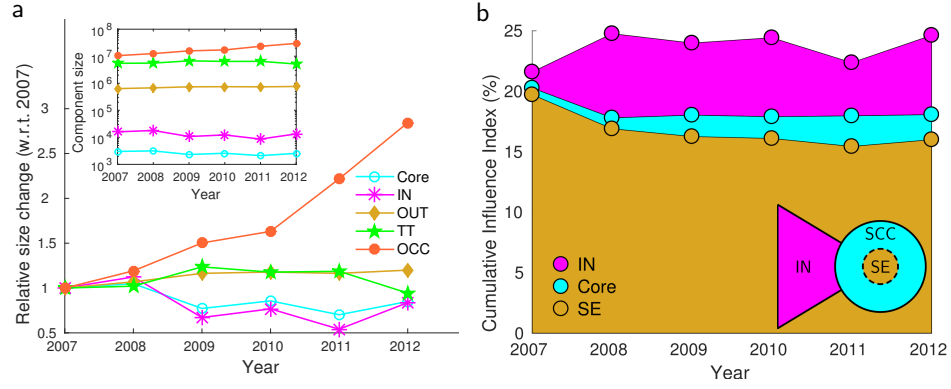 a
Relative size change (w.r.t. 2007)
3
2.5
2
1.5
1
0.5
2007 2008 2009 2010 2011 2012
Year
Component size
10^8
10^7
10^6
10^5
10^4
10^3
2007 2008 2009 2010 2011 2012
Year
Core
IN
OUT
TT
OCC
b
Cumulative Influence Index (%)
25
20
15
10
5
0
2007 2008 2009 2010 2011 2012
Year
IN
Core
SE
IN
SCC
SE